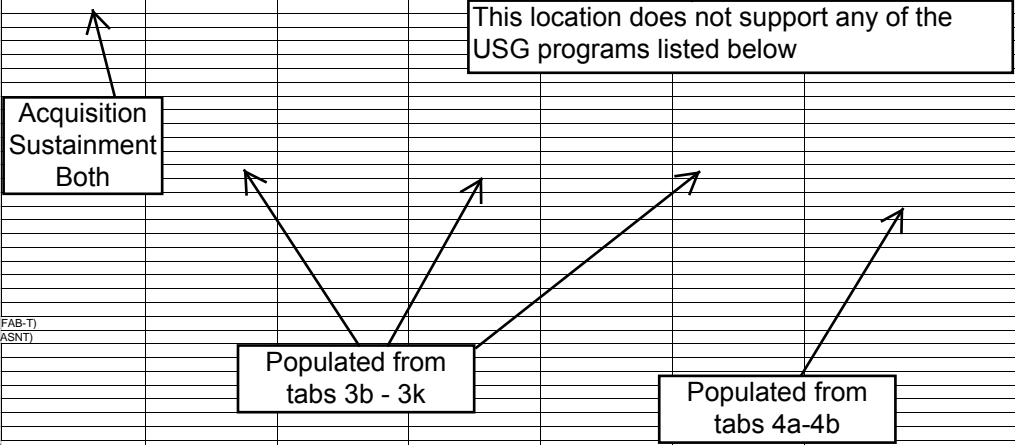 This location does not support any of the
USG programs listed below
Acquisition
Sustainment
Both
FAB-T)
ASNT)
Populated from
tabs 3b - 3k
Populated from
tabs 4a-4b